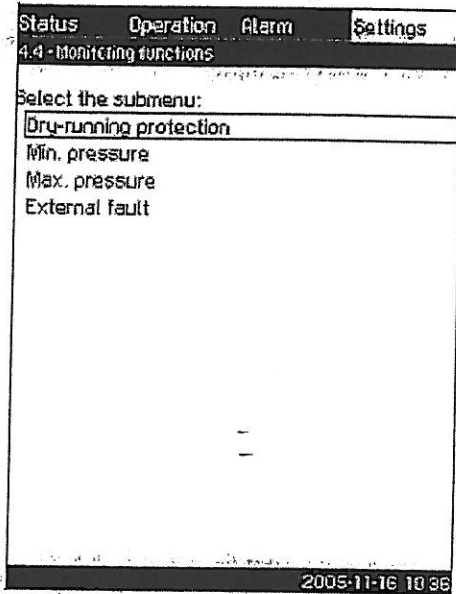 Status Operation Alarm Settings
4.4 - Monitoring functions
Select the submenu:
Dry-running protection
Min. pressure
Max. pressure
External fault
2005-11-16 10:36